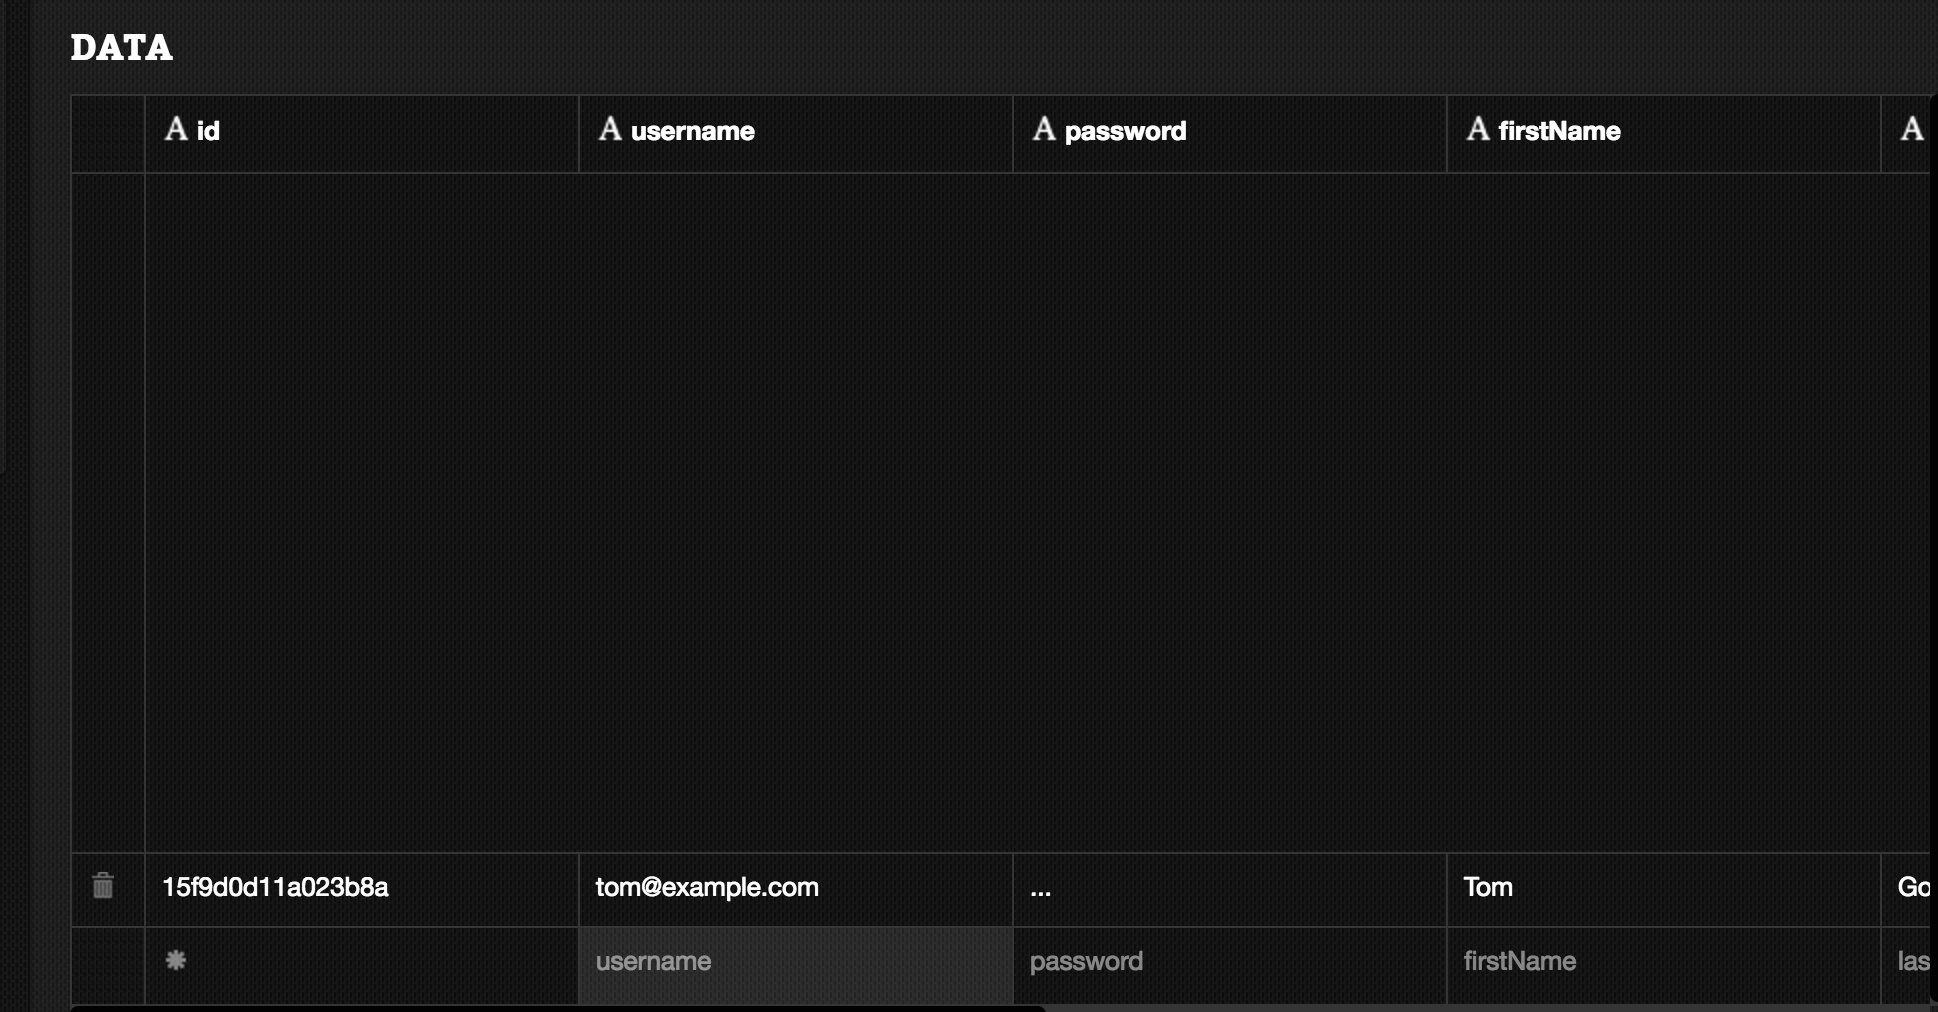 DATA
A id A username A password A firstName A
15f9d0d11a023b8a tom@example.com ... Tom Go
* username password firstName las